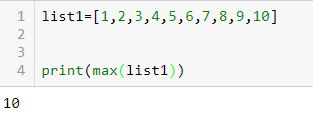 1 list1=[1,2,3,4,5,6,7,8,9,10]
2
3
4 print(max(list1))
10